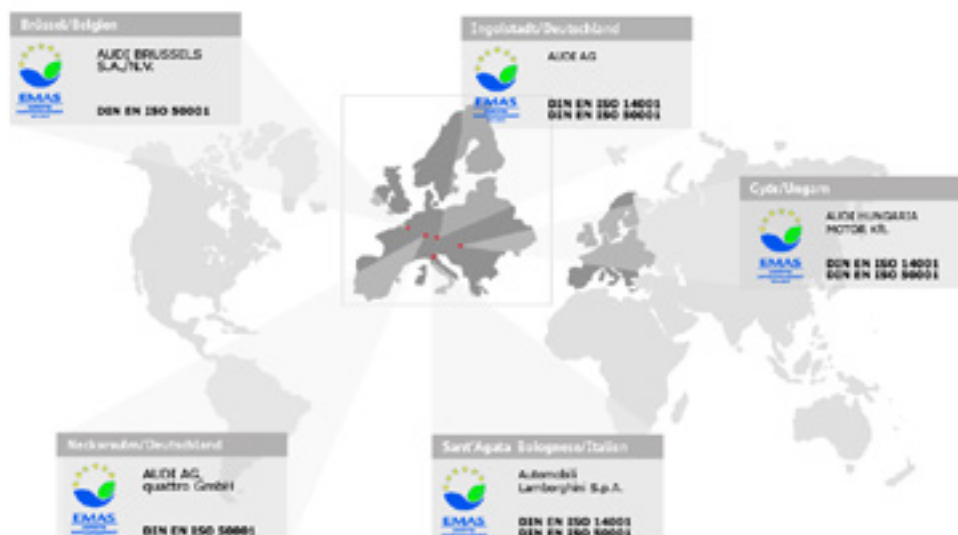 Brüssel/Belgien
AUDI BRUSSELS
S.A./N.V.
EMAS
DIN EN ISO 50001
Ingolstadt/Deutschland
AUDI AG
EMAS
DIN EN ISO 14001
DIN EN ISO 50001
Györ/Ungarn
AUDI HUNGARIA
MOTOR Kft.
EMAS
DIN EN ISO 14001
DIN EN ISO 50001
Neckarsulm/Deutschland
AUDI AG,
quattro GmbH
EMAS
DIN EN ISO 50001
Sant'Agata Bolognese/Italien
Automobili
Lamborghini S.p.A.
EMAS
DIN EN ISO 14001
DIN EN ISO 50001